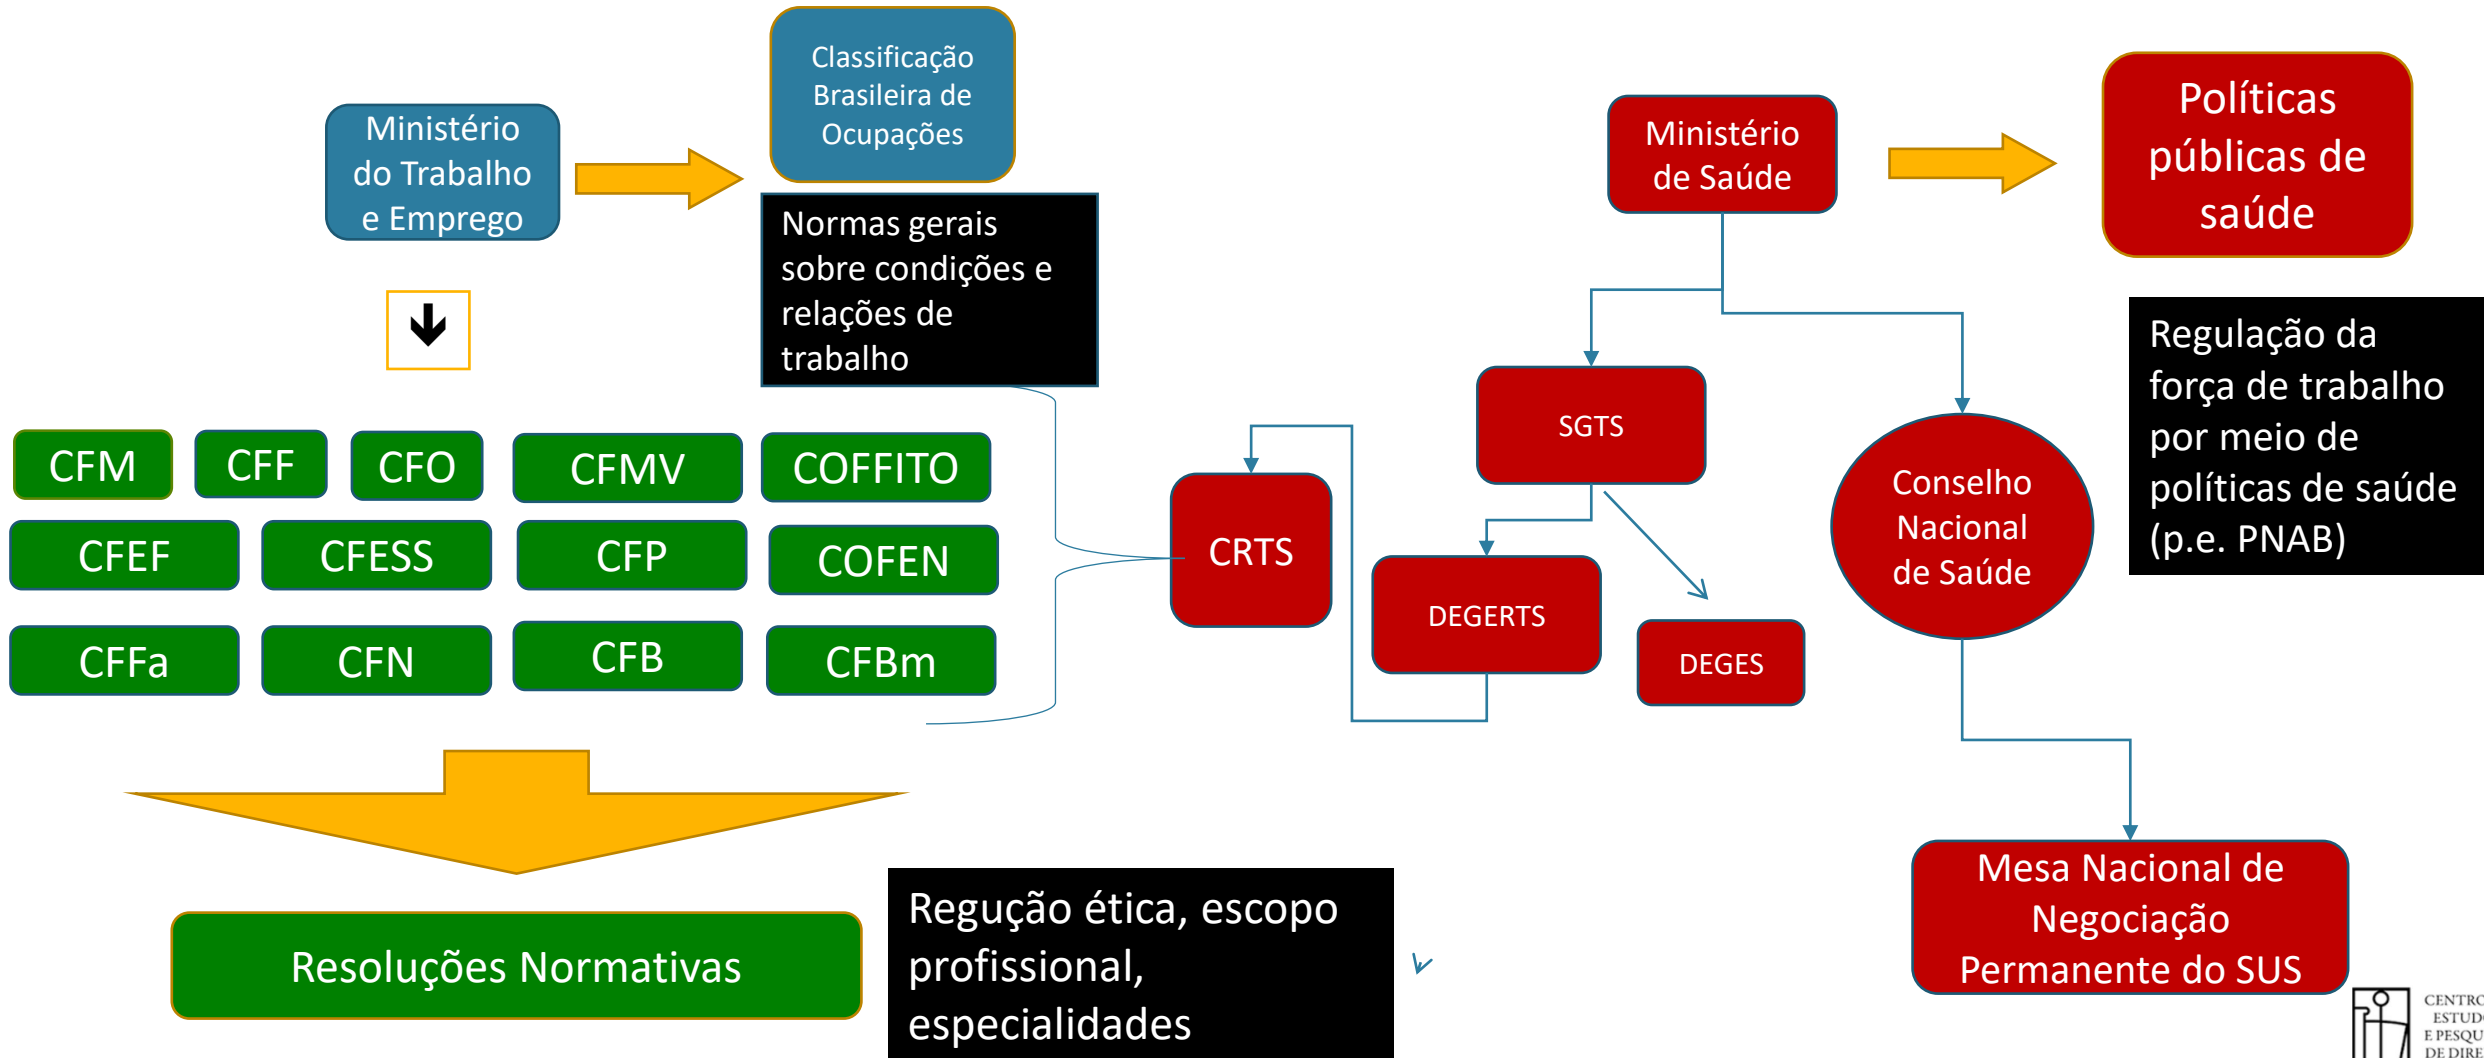 Classificação
Brasileira de
Ocupações
Ministério
do Trabalho
e Emprego
Normas gerais
sobre condições e
relações de
trabalho
Ministério
de Saúde
Políticas
públicas de
saúde
Regulação da
força de trabalho
por meio de
políticas de saúde
(p.e. PNAB)
CFM
CFF
CFO
CFMV
COFFITO
CFEF
CFESS
CFP
COFEN
CFFa
CFN
CFB
CFBm
CRTS
SGTS
DEGERTS
DEGES
Conselho
Nacional
de Saúde
Resoluções Normativas
Regução ética, escopo
profissional,
especialidades
Mesa Nacional de
Negociação
Permanente do SUS
CENTRO